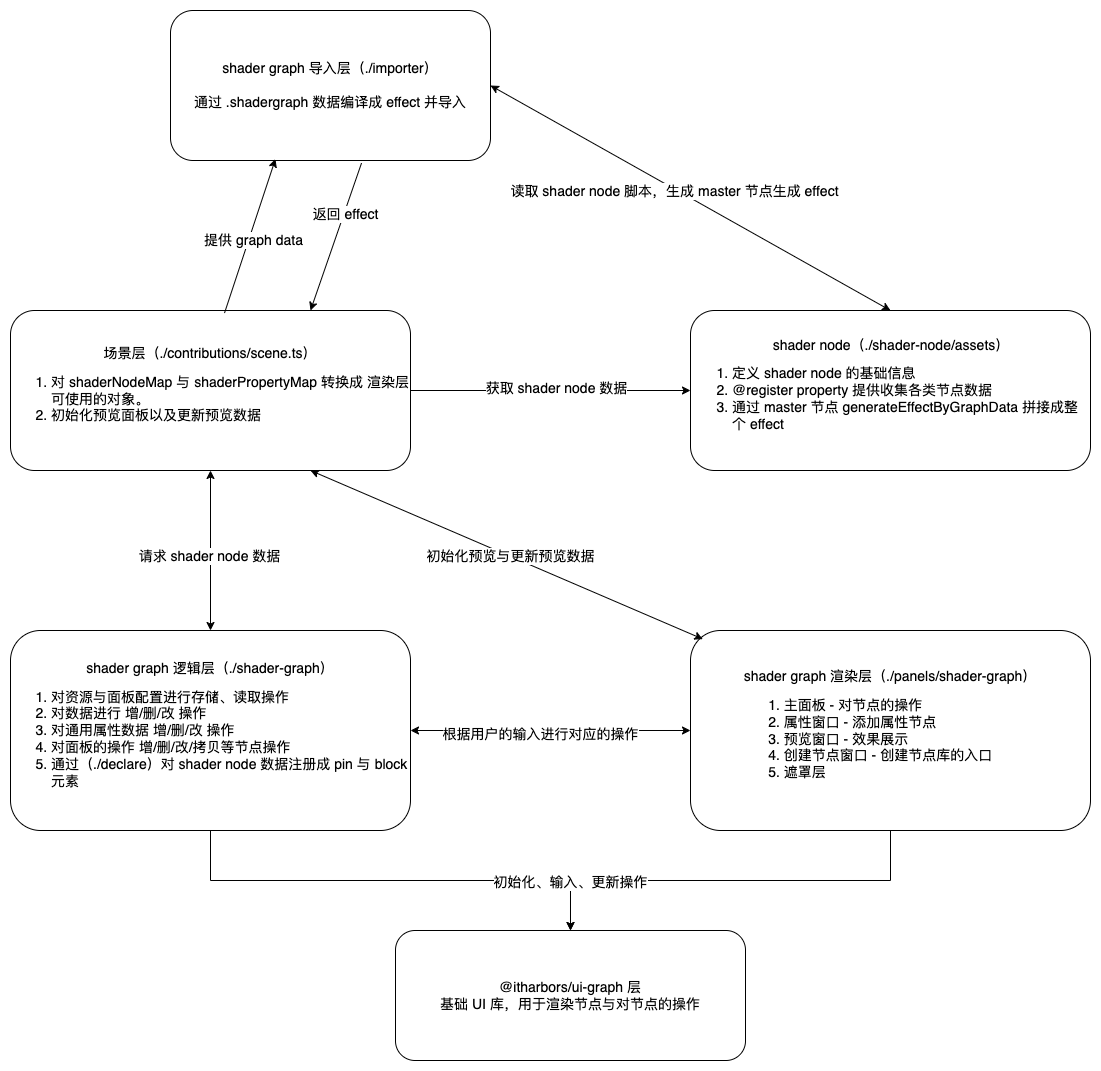 shader graph 导入层（./importer）
通过 .shadergraph 数据编译成 effect 并导入
读取 shader node 脚本，生成 master 节点生成 effect
返回 effect
提供 graph data
场景层（./contributions/scene.ts）
1. 对 shaderNodeMap 与 shaderPropertyMap 转换成 渲染层
可使用的对象。
2. 初始化预览面板以及更新预览数据
获取 shader node 数据
shader node（./shader-node/assets）
1. 定义 shader node 的基础信息
2. @register property 提供收集各类节点数据
3. 通过 master 节点 generateEffectByGraphData 拼接成整
个 effect
请求 shader node 数据
初始化预览与更新预览数据
shader graph 逻辑层（./shader-graph）
1. 对资源与面板配置进行存储、读取操作
2. 对数据进行 增/删/改 操作
3. 对通用属性数据 增/删/改 操作
4. 对面板的操作 增/删/改/拷贝等节点操作
5. 通过（./declare）对 shader node 数据注册成 pin 与 block
元素
根据用户的输入进行对应的操作
shader graph 渲染层（./panels/shader-graph）
1. 主面板 - 对节点的操作
2. 属性窗口 - 添加属性节点
3. 预览窗口 - 效果展示
4. 创建节点窗口 - 创建节点库的入口
5. 遮罩层
初始化、输入、更新操作
@itharbors/ui-graph 层
基础 UI 库，用于渲染节点与对节点的操作